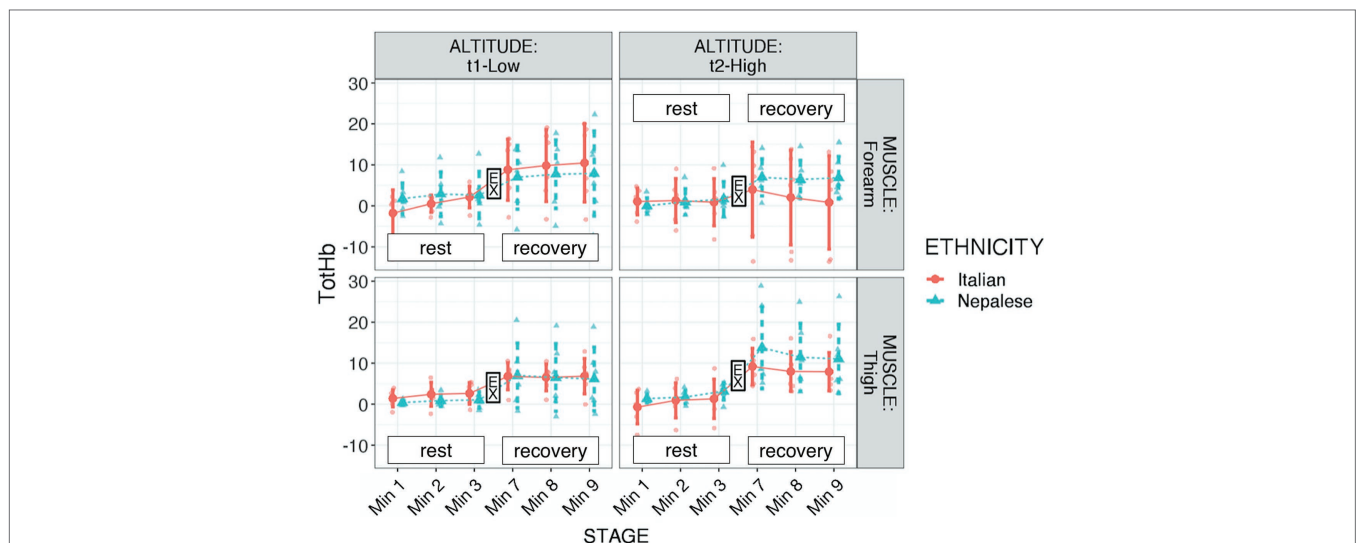 ALTITUDE:
t1-Low
ALTITUDE:
t2-High
30
20
10
0
-10
rest
recovery
rest
recovery
EX
EX
MUSCLE:
Forearm
TotHb
30
20
10
0
-10
rest
recovery
rest
recovery
EX
EX
MUSCLE:
Thigh
Min 1
Min 2
Min 3
Min 7
Min 8
Min 9
Min 1
Min 2
Min 3
Min 7
Min 8
Min 9
STAGE
ETHNICITY
Italian
Nepalese